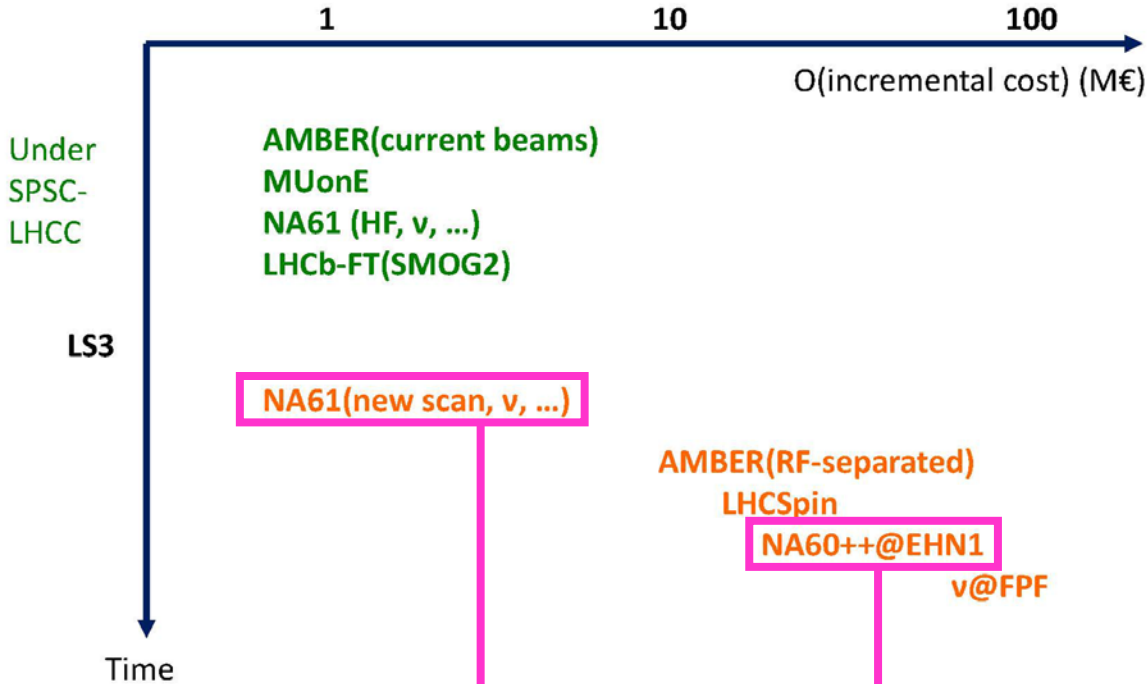 1 10 100
O(incremental cost) (M€)
Under
SPSC-
LHCC
AMBER(current beams)
MUonE
NA61 (HF, ν, ...)
LHCb-FT(SMOG2)
LS3
NA61(new scan, ν, ...)
AMBER(RF-separated)
LHCSpin
NA60++@EHN1
ν@FPF
Time